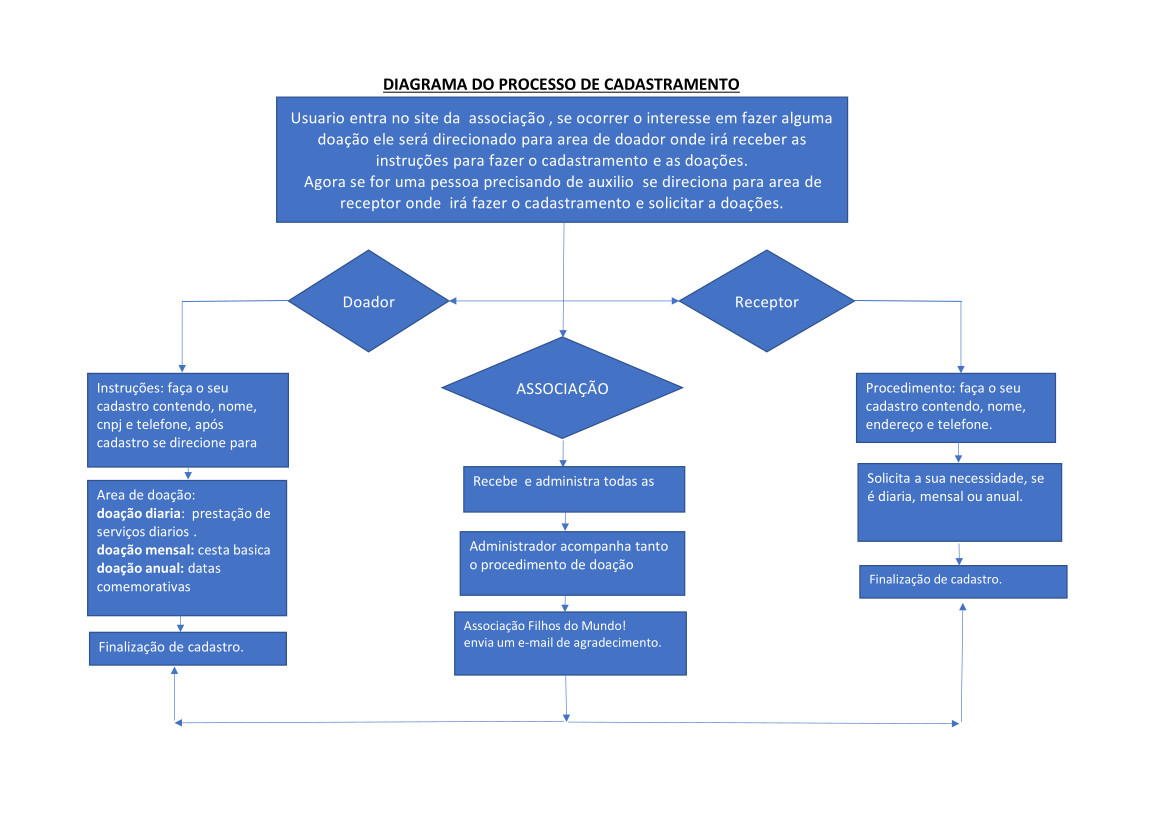 DIAGRAMA DO PROCESSO DE CADASTRAMENTO
Usuario entra no site da  associação , se ocorrer o interesse em fazer alguma
doação ele será direcionado para area de doador onde irá receber as
instruções para fazer o cadastramento e as doações.
Agora se for uma pessoa precisando de auxilio  se direciona para area de
receptor onde  irá fazer o cadastramento e solicitar a doações.
Doador
Receptor
ASSOCIAÇÃO
Instruções: faça o seu
cadastro contendo, nome,
cnpj e telefone, após
cadastro se direcione para
Area de doação:
doação diaria:  prestação de
serviços diarios .
doação mensal: cesta basica
doação anual: datas
comemorativas
Finalização de cadastro.
Recebe  e administra todas as
Administrador acompanha tanto
o procedimento de doação
Associação Filhos do Mundo!
envia um e-mail de agradecimento.
Procedimento: faça o seu
cadastro contendo, nome,
endereço e telefone.
Solicita a sua necessidade, se
é diaria, mensal ou anual.
Finalização de cadastro.